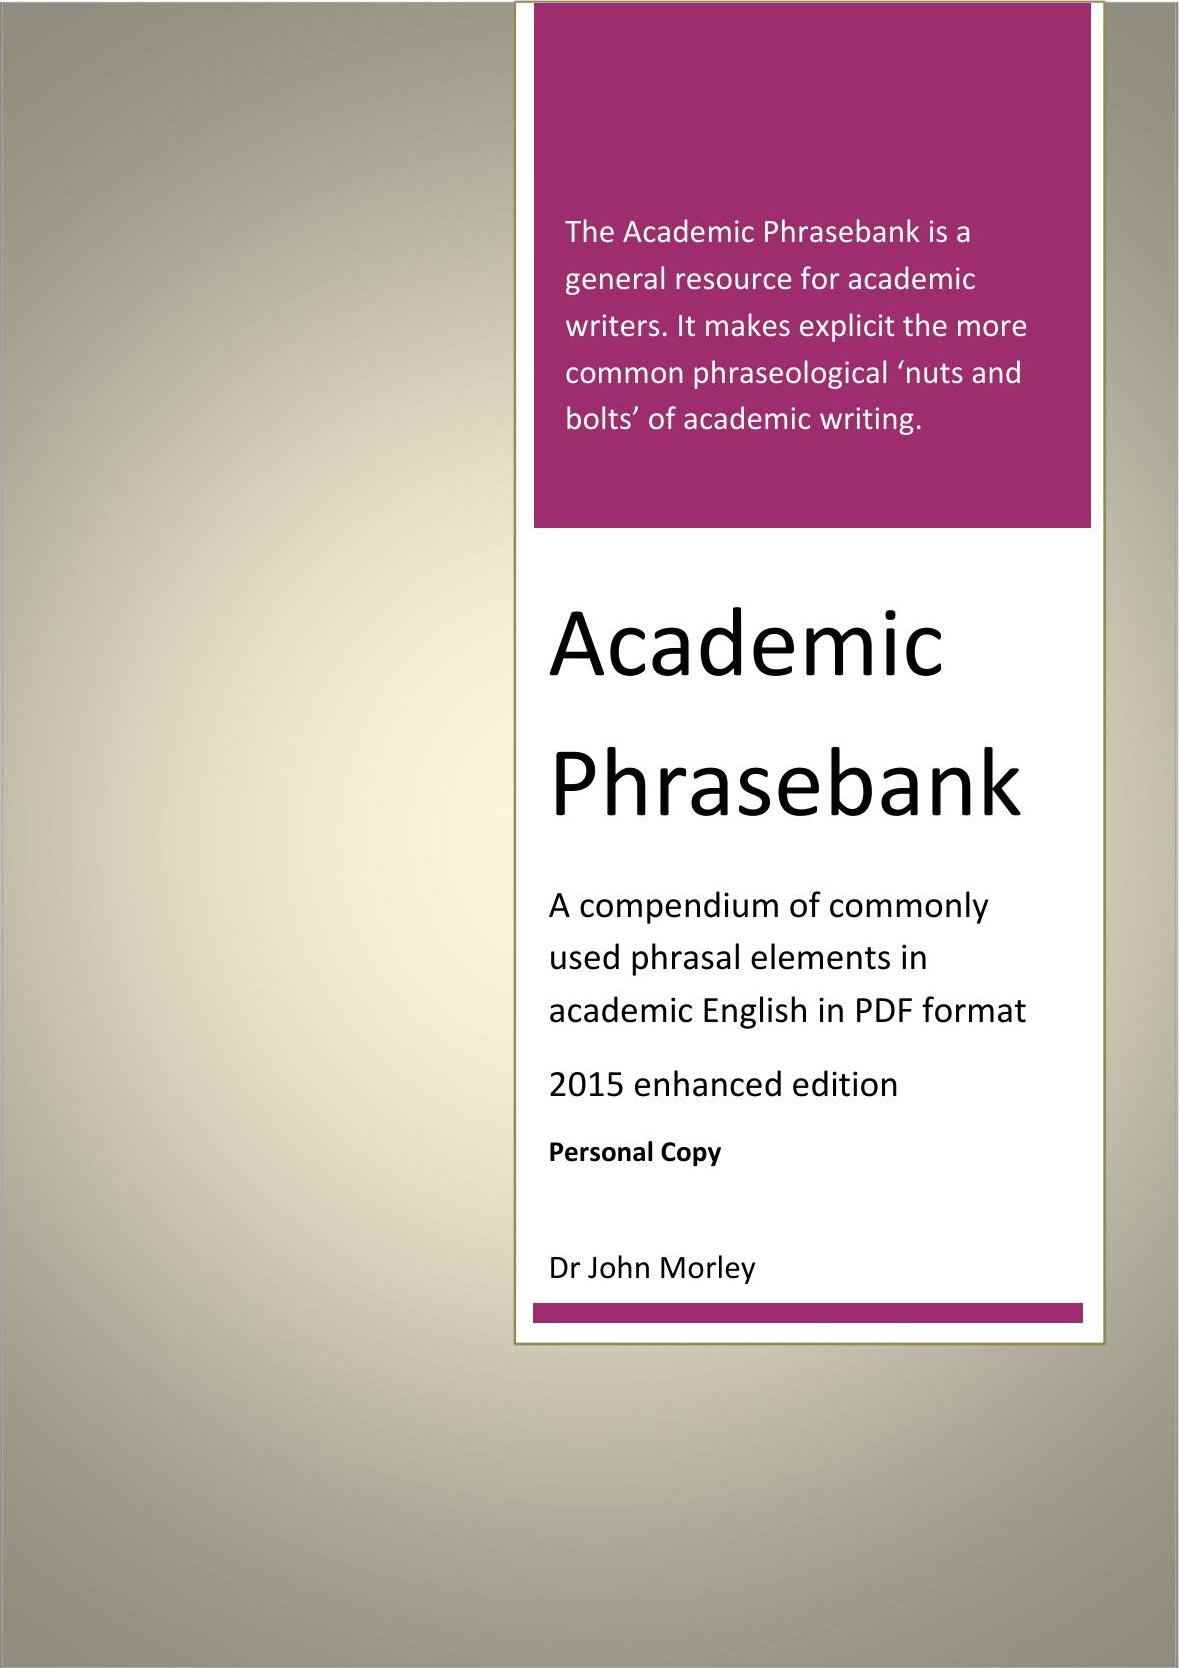 The Academic Phrasebank is a
general resource for academic
writers. It makes explicit the more
common phraseological ‘nuts and
bolts’ of academic writing.
Academic
Phrasebank
A compendium of commonly
used phrasal elements in
academic English in PDF format
2015 enhanced edition
Personal Copy
Dr John Morley